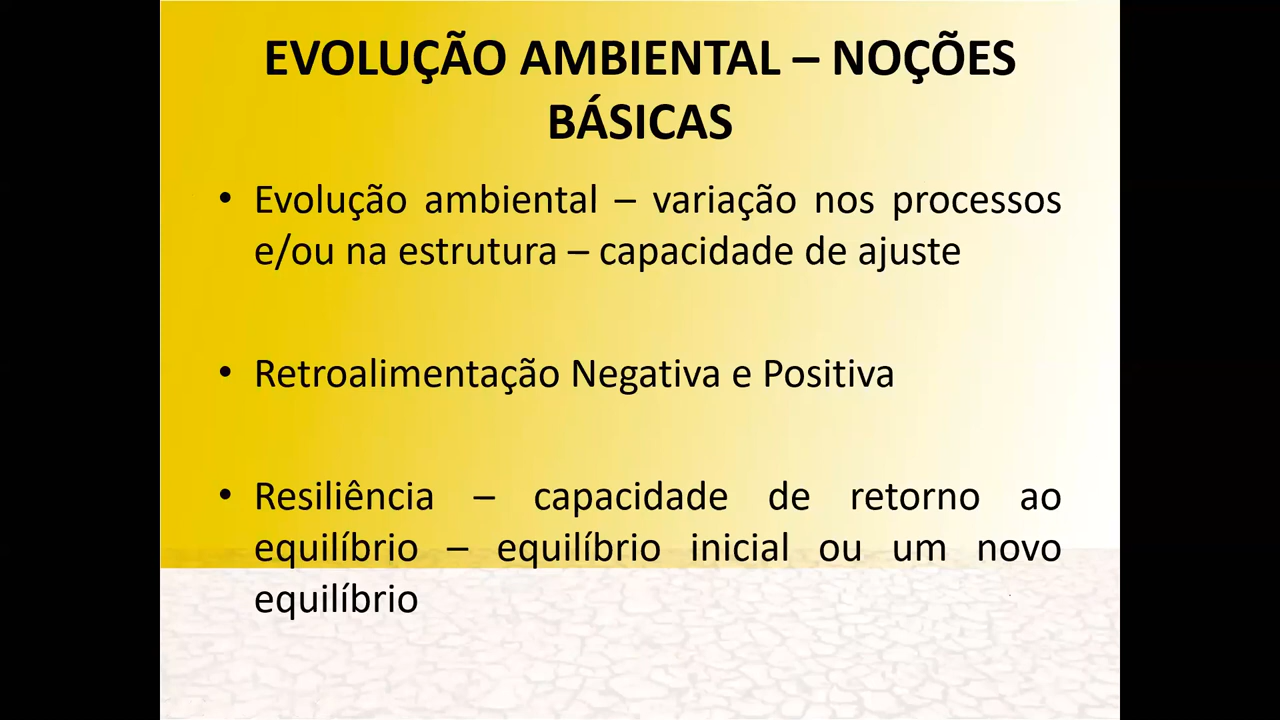 EVOLUÇÃO AMBIENTAL – NOÇÕES
BÁSICAS
• Evolução ambiental – variação nos processos
e/ou na estrutura – capacidade de ajuste
• Retroalimentação Negativa e Positiva
• Resiliência – capacidade de retorno ao
equilíbrio – equilíbrio inicial ou um novo
equilíbrio